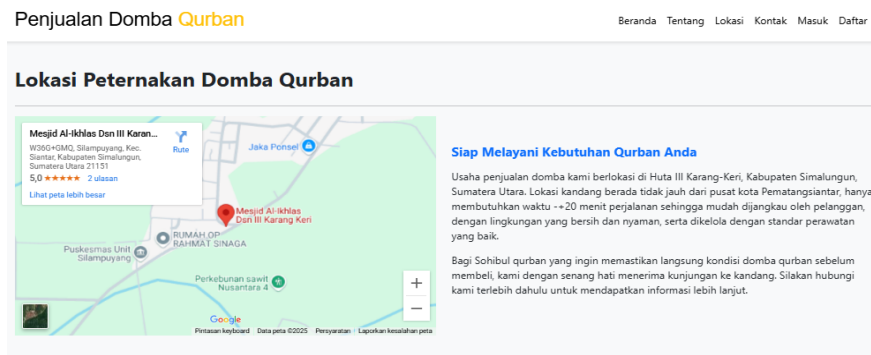 Penjualan Domba Qurban
Beranda Tentang Lokasi Kontak Masuk Daftar
Lokasi Peternakan Domba Qurban
Mesjid Al-Ikhlas Dsn III Karan...
W36G+GMQ, Silampuyang, Kec.
Siantar, Kabupaten Simalungun,
Sumatera Utara 21151
5,0 ★★★★★ 2 ulasan
Lihat peta lebih besar
Rute
Jaka Ponsel
Mesjid Al-Ikhlas
Dsn III Karang Keri
RUMAH OP.
RAHMAT SINAGA
Puskesmas Unit
Silampuyang
Perkebunan sawit
Nusantara 4
+
−
Google
Pintasan keyboard Data peta ©2025 Persyaratan Laporkan kesalahan peta
Siap Melayani Kebutuhan Qurban Anda
Usaha penjualan domba kami berlokasi di Huta III Karang-Keri, Kabupaten Simalungun,
Sumatera Utara. Lokasi kandang berada tidak jauh dari pusat kota Pematangsiantar, hanya
membutuhkan waktu -+20 menit perjalanan sehingga mudah dijangkau oleh pelanggan,
dengan lingkungan yang bersih dan nyaman, serta dikelola dengan standar perawatan
yang baik.
Bagi Sohibul qurban yang ingin memastikan langsung kondisi domba qurban sebelum
membeli, kami dengan senang hati menerima kunjungan ke kandang. Silakan hubungi
kami terlebih dahulu untuk mendapatkan informasi lebih lanjut.